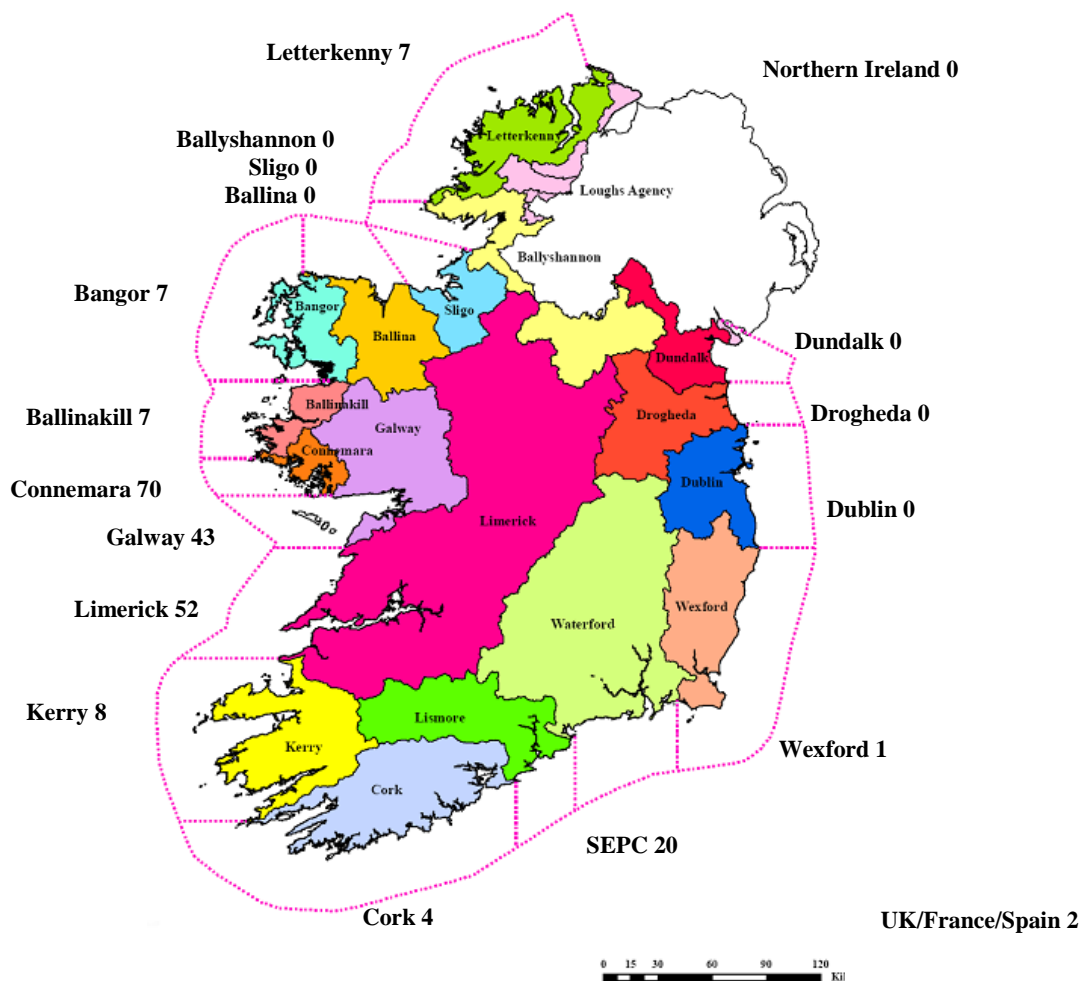 Letterkenny 7
Northern Ireland 0
Letterkenny
Ballyshannon 0
Sligo 0
Ballina 0
Loughs Agency
Ballyshannon
Bangor 7
Bangor
Sligo
Ballina
Dundalk 0
Dundalk
Ballinakill 7
Ballinakill
Drogheda 0
Drogheda
Galway
Connemara
Connemara 70
Dublin
Dublin 0
Galway 43
Limerick
Limerick 52
Wexford
Waterford
Kerry 8
Lismore
Kerry
Wexford 1
Cork
SEPC 20
Cork 4
UK/France/Spain 2
0 15 30 60 90 120
Kil